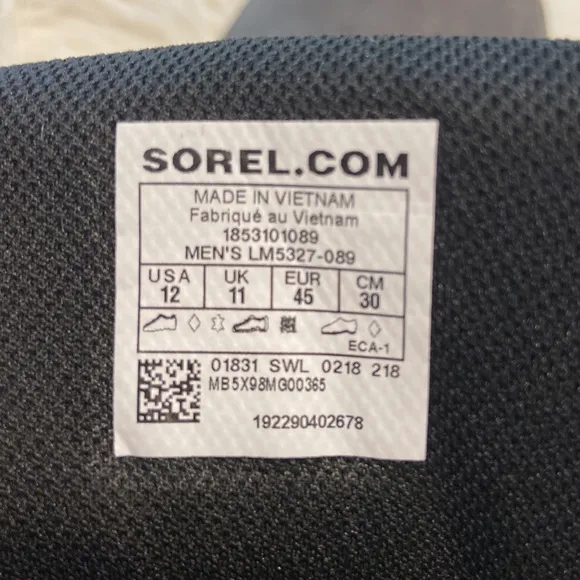 SOREL.COM
MADE IN VIETNAM
Fabriqué au Vietnam
1853101089
MEN'S LM5327-089
USA UK EUR CM
12 11 45 30
ECA-1
01831 SWL 0218 218
MB5X98MG00365
192290402678